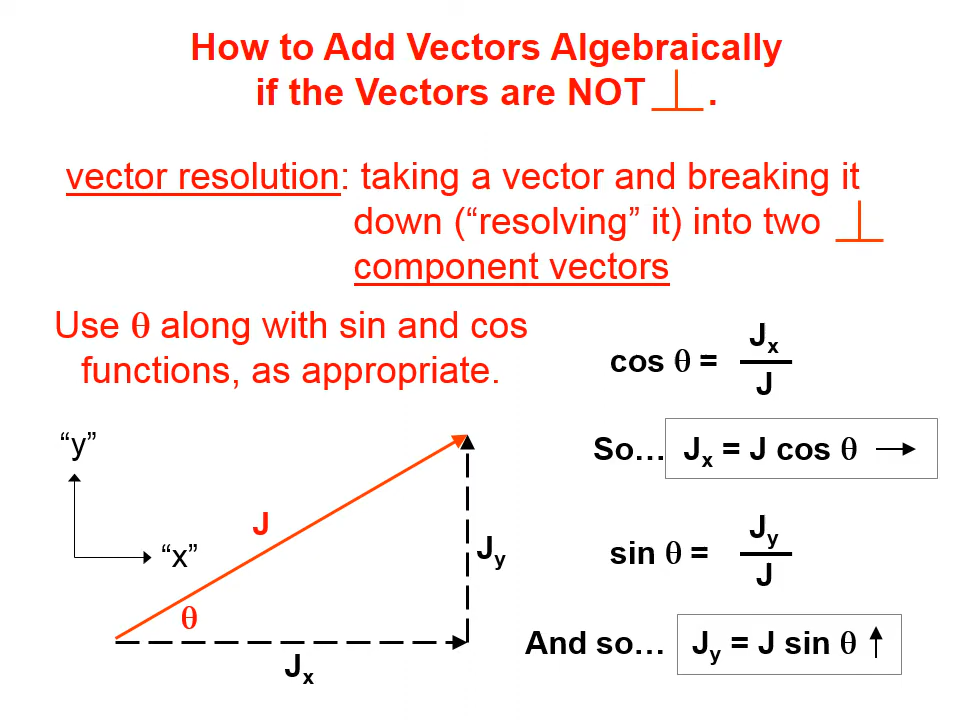 How to Add Vectors Algebraically
if the Vectors are NOT ⊥ .
vector resolution: taking a vector and breaking it
down (“resolving” it) into two ⊥
component vectors
Use θ along with sin and cos
functions, as appropriate.
cos θ = Jx / J
So… Jx = J cos θ →
sin θ = Jy / J
And so… Jy = J sin θ ↑
“y”
“x”
J
θ
Jy
Jx